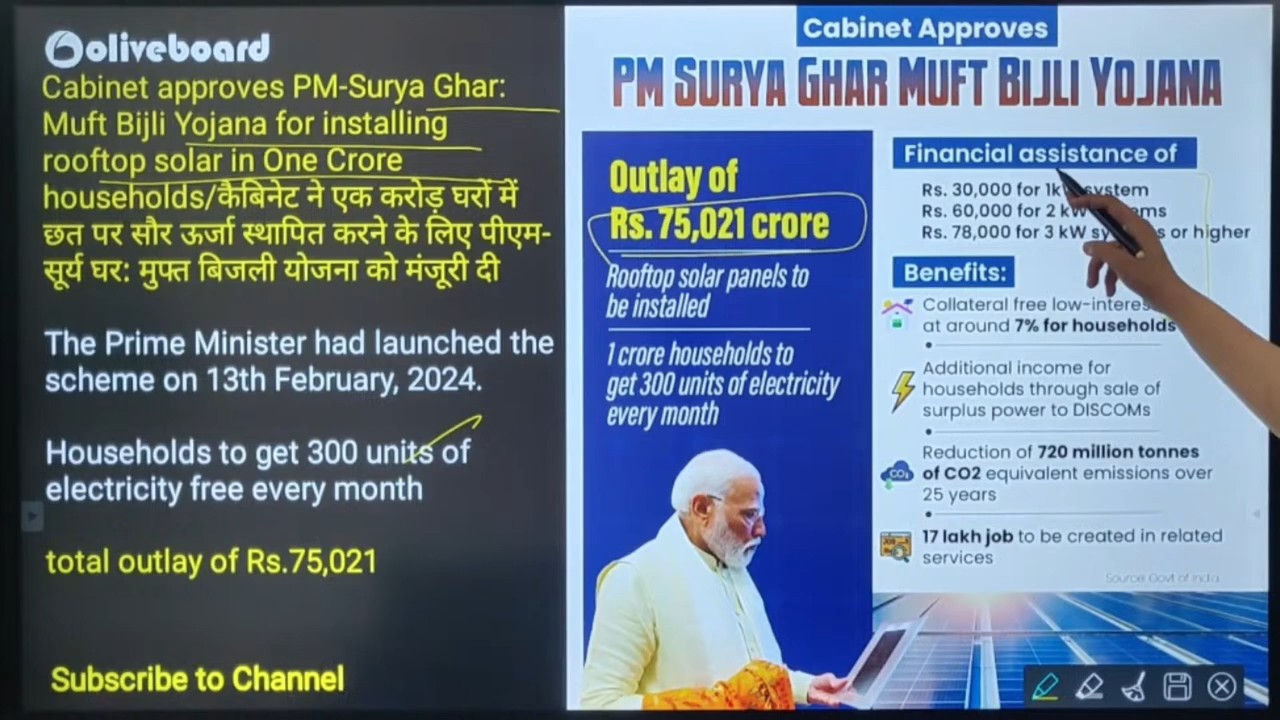 oliveboard
Cabinet approves PM-Surya Ghar:
Muft Bijli Yojana for installing
rooftop solar in One Crore
households/कैबिनेट ने एक करोड़ घरों में
छत पर सौर ऊर्जा स्थापित करने के लिए पीएम-
सूर्य घर: मुफ्त बिजली योजना को मंजूरी दी
The Prime Minister had launched the
scheme on 13th February, 2024.
Households to get 300 units of
electricity free every month
total outlay of Rs.75,021
Subscribe to Channel
Cabinet Approves
PM SURYA GHAR MUFT BIJLI YOJANA
Outlay of
Rs. 75,021 crore
Rooftop solar panels to
be installed
1 crore households to
get 300 units of electricity
every month
Financial assistance of
Rs. 30,000 for system
Rs. 60,000 for 2 kW
Rs. 78,000 for 3 kW or higher
Benefits:
Collateral free
at around 7% for households
Additional income for
households through sale of
surplus power to DISCOMs
Reduction of 720 million tonnes
of CO2 equivalent emissions over
25 years
17 lakh job to be created in related
services
Source: Govt of India